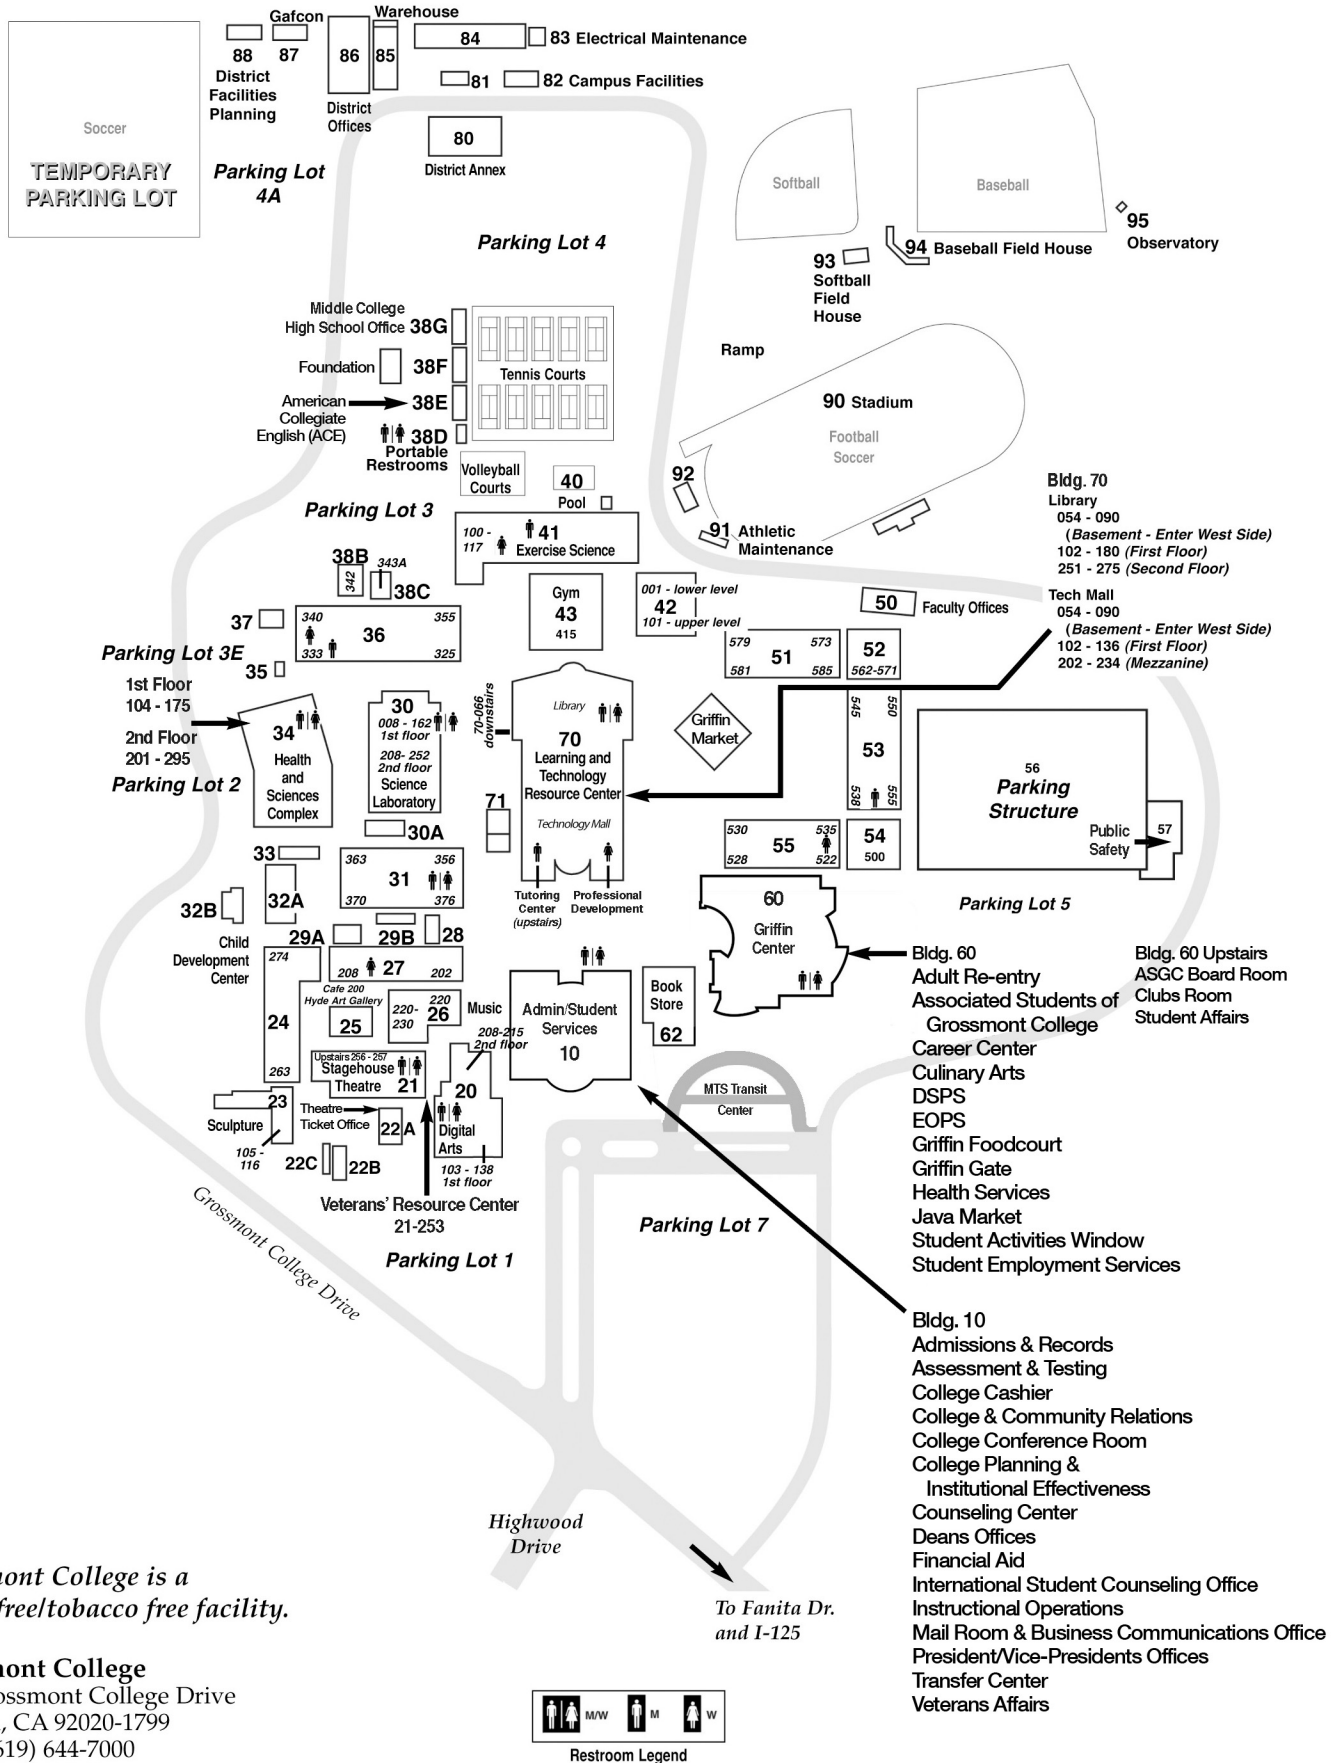 Gafcon
Warehouse
88
87
86
85
84
83 Electrical Maintenance
District
Facilities
Planning
District
Offices
81
82 Campus Facilities
80
District Annex
Soccer
TEMPORARY
PARKING LOT
Parking Lot
4A
Parking Lot 4
Softball
Baseball
95
Observatory
94 Baseball Field House
93
Softball
Field
House
Middle College
High School Office 38G
Foundation
38F
American
Collegiate
English (ACE)
38E
38D
Portable
Restrooms
Tennis Courts
Ramp
90 Stadium
Football
Soccer
Volleyball
Courts
40
Pool
92
91 Athletic
Maintenance
Parking Lot 3
100 -
117
41
Exercise Science
Bldg. 70
Library
054 - 090
(Basement - Enter West Side)
102 - 180 (First Floor)
251 - 275 (Second Floor)
Tech Mall
054 - 090
(Basement - Enter West Side)
102 - 136 (First Floor)
202 - 234 (Mezzanine)
38B
342
343A
38C
Gym
43
415
001 - lower level
42
101 - upper level
50
Faculty Offices
37
340
355
36
333
325
Parking Lot 3E
35
579
573
51
581
585
52
562-571
1st Floor
104 - 175
2nd Floor
201 - 295
Parking Lot 2
34
Health
and
Sciences
Complex
30
008 - 162
1st floor
208- 252
2nd floor
Science
Laboratory
70-066
downstairs
Library
70
Learning and
Technology
Resource Center
Technology Mall
Griffin
Market
545
550
53
538
555
56
Parking
Structure
Public
Safety
57
71
30A
33
363
356
31
370
376
530
535
55
528
522
54
500
Tutoring
Center
(upstairs)
Professional
Development
32B
32A
Child
Development
Center
29A
29B
28
60
Griffin
Center
Parking Lot 5
274
24
263
208
27
202
Cafe 200
Hyde Art Gallery
25
220-
230
220
26
Music
208-215
2nd floor
Admin/Student
Services
10
Book
Store
62
Bldg. 60
Adult Re-entry
Associated Students of
Grossmont College
Career Center
Culinary Arts
DSPS
EOPS
Griffin Foodcourt
Griffin Gate
Health Services
Java Market
Student Activities Window
Student Employment Services
Bldg. 60 Upstairs
ASGC Board Room
Clubs Room
Student Affairs
Upstairs 256 - 257
Stagehouse
Theatre
21
20
Digital
Arts
MTS Transit
Center
23
Sculpture
105 -
116
Theatre
Ticket Office
22A
22C
22B
103 - 138
1st floor
Veterans' Resource Center
21-253
Parking Lot 1
Parking Lot 7
Grossmont College Drive
Bldg. 10
Admissions & Records
Assessment & Testing
College Cashier
College & Community Relations
College Conference Room
College Planning &
Institutional Effectiveness
Counseling Center
Deans Offices
Financial Aid
International Student Counseling Office
Instructional Operations
Mail Room & Business Communications Office
President/Vice-Presidents Offices
Transfer Center
Veterans Affairs
Highwood
Drive
To Fanita Dr.
and I-125
mont College is a
free/tobacco free facility.
mont College
ossmont College Drive
, CA 92020-1799
619) 644-7000
M/W
M
W
Restroom Legend